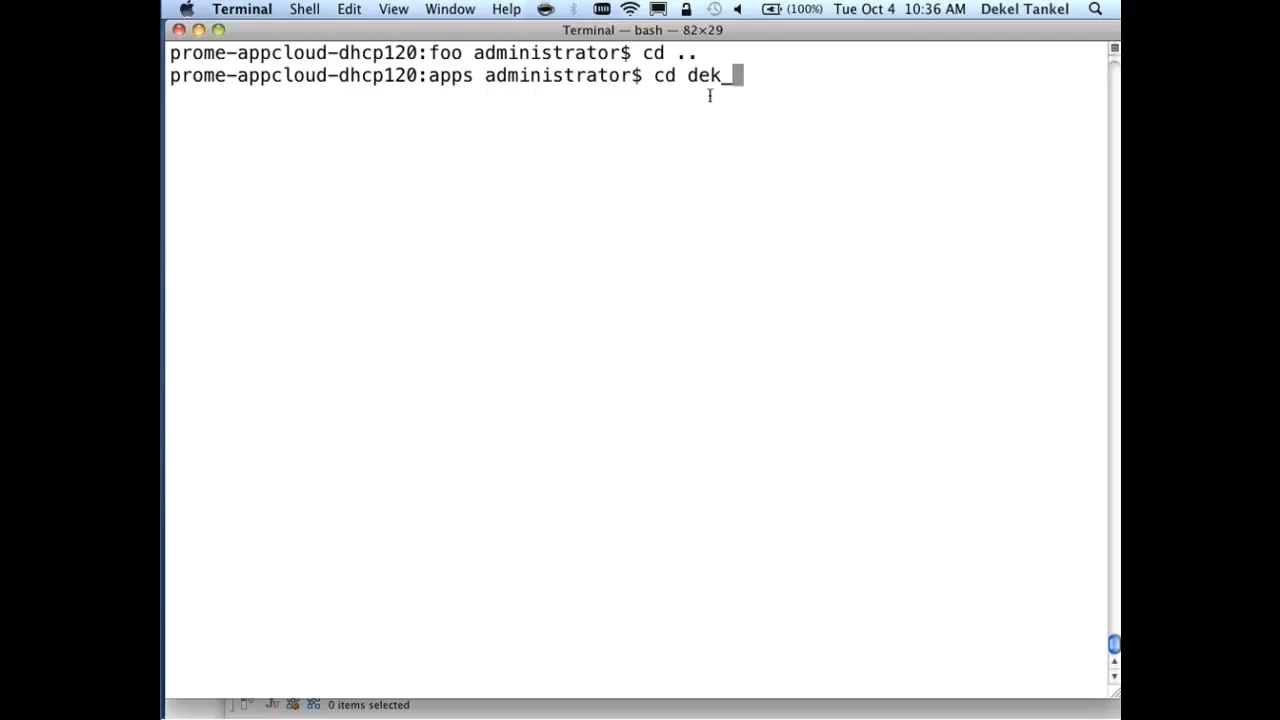 Terminal Shell Edit View Window Help (100%) Tue Oct 4 10:36 AM Dekel Tankel
Terminal — bash — 82×29
prome-appcloud-dhcp120:foo administrator$ cd ..
prome-appcloud-dhcp120:apps administrator$ cd dek_
0 items selected